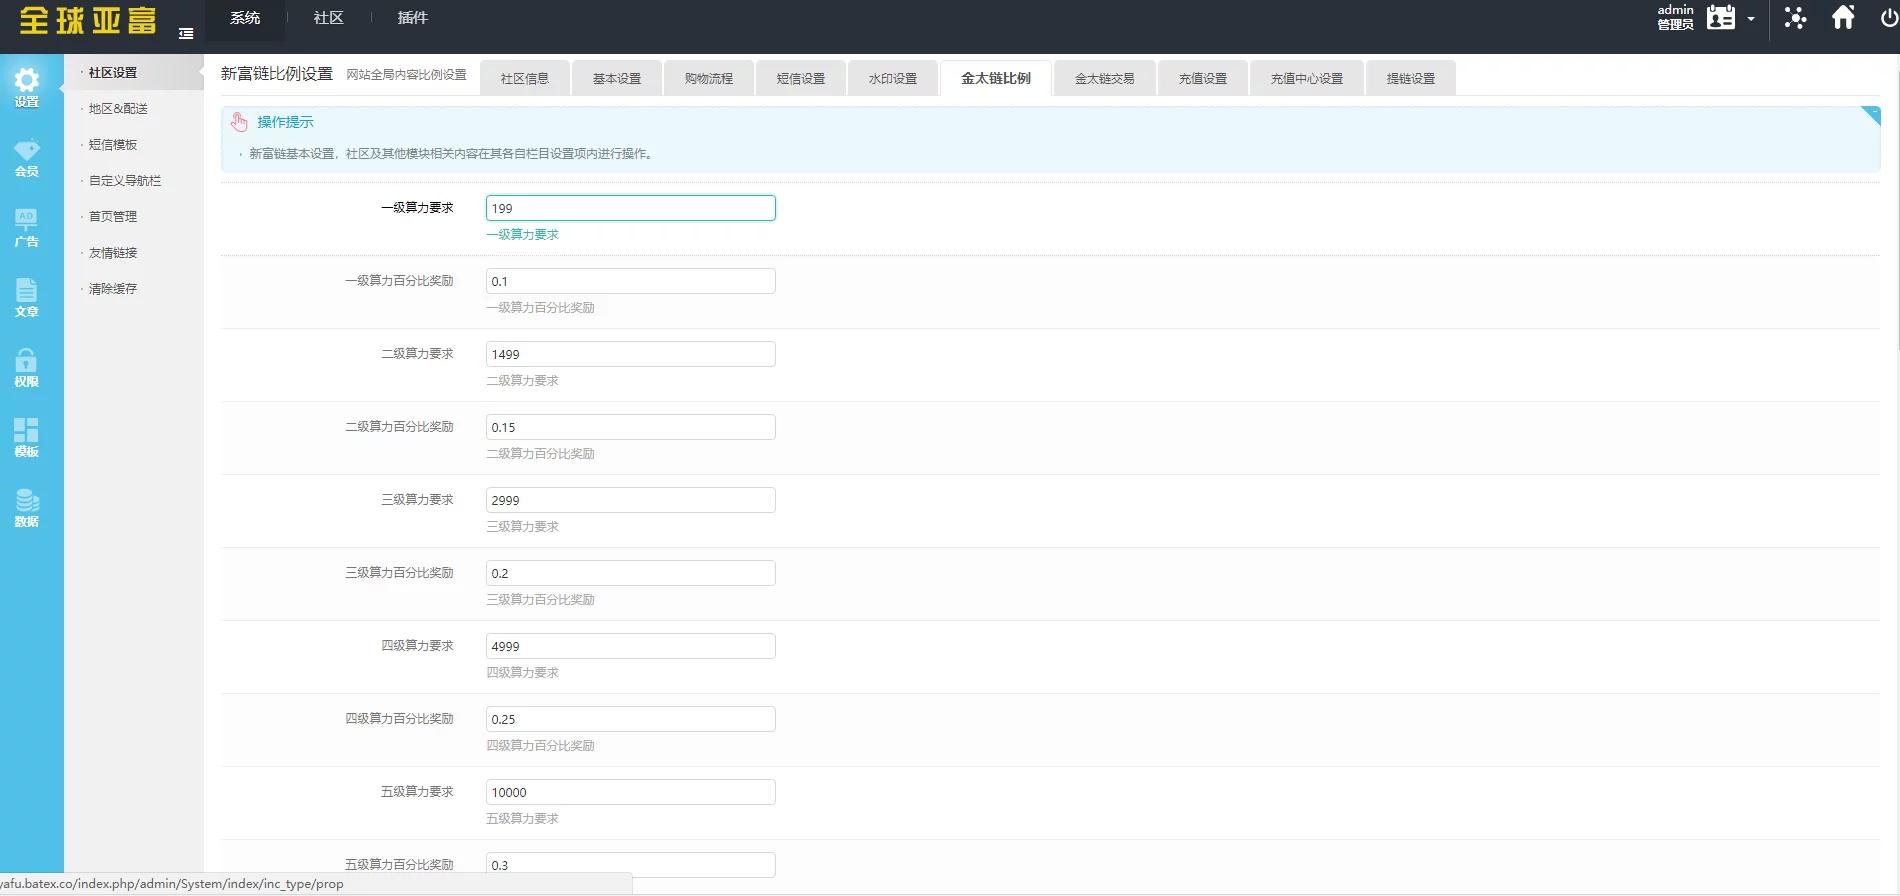 全球亚富
系统
社区
插件
admin
管理员
设置
会员
AD
广告
文章
权限
模板
数据
· 社区设置
· 地区&配送
· 短信模板
· 自定义导航栏
· 首页管理
· 友情链接
· 清除缓存
新富链比例设置 网站全局内容比例设置
社区信息
基本设置
购物流程
短信设置
水印设置
金太链比例
金太链交易
充值设置
充值中心设置
提链设置
操作提示
· 新富链基本设置，社区及其他模块相关内容在其各自栏目设置项内进行操作。
一级算力要求 199
一级算力要求
一级算力百分比奖励 0.1
一级算力百分比奖励
二级算力要求 1499
二级算力要求
二级算力百分比奖励 0.15
二级算力百分比奖励
三级算力要求 2999
三级算力要求
三级算力百分比奖励 0.2
三级算力百分比奖励
四级算力要求 4999
四级算力要求
四级算力百分比奖励 0.25
四级算力百分比奖励
五级算力要求 10000
五级算力要求
五级算力百分比奖励 0.3
yafu.batex.co/index.php/admin/System/index/inc_type/prop